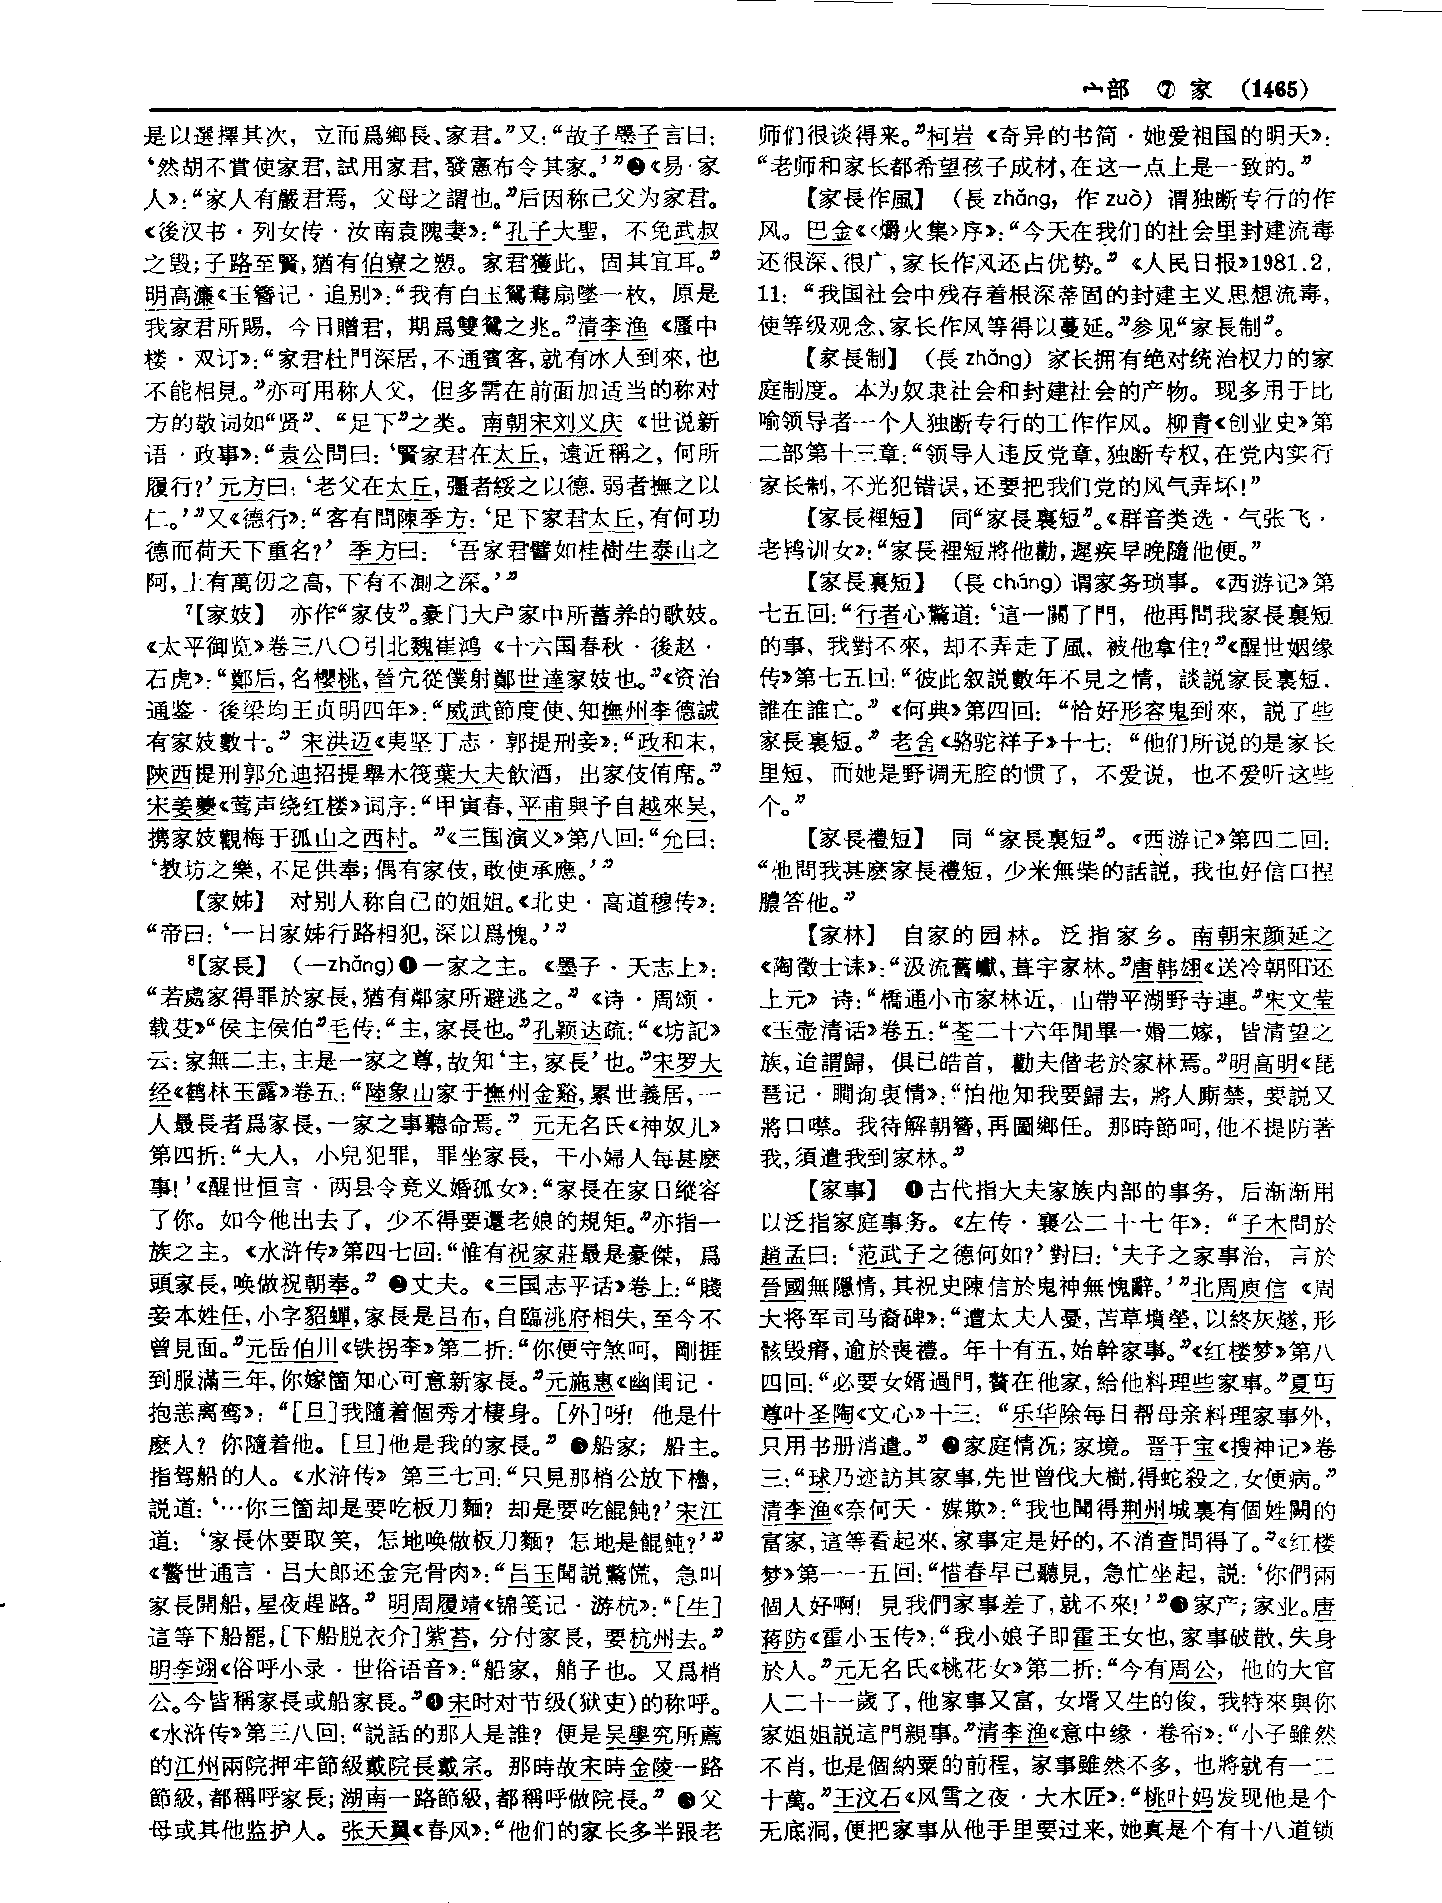 宀部 ⑦ 家 (1465)
是以選擇其次，立而爲鄉長、家君。”又：“故子墨子言曰：
‘然胡不賞使家君，試用家君，發憲布令其家。’”❷《易·家
人》：“家人有嚴君焉，父母之謂也。”后因称己父为家君。
《後汉书·列女传·汝南袁隗妻》：“孔子大聖，不免武叔
之毁；子路至賢，猶有伯寮之愬。家君獲此，固其宜耳。”
明高濂《玉簪记·追别》：“我有白玉鴛鴦扇墜一枚，原是
我家君所賜，今日贈君，期爲雙鴛之兆。”清李渔《蜃中
楼·双订》：“家君杜門深居，不通賓客，就有冰人到來，也
不能相見。”亦可用称人父，但多需在前面加适当的称对
方的敬词如“贤”、“足下”之类。南朝宋刘义庆《世说新
语·政事》：“袁公問曰：‘賢家君在太丘，遠近稱之，何所
履行？’元方曰：‘老父在太丘，彊者綏之以德，弱者撫之以
仁。’”又《德行》：“客有問陳季方：‘足下家君太丘，有何功
德而荷天下重名？’季方曰：‘吾家君譬如桂樹生泰山之
阿，上有萬仞之高，下有不測之深。’”
⁷【家妓】 亦作“家伎”。豪门大户家中所蓄养的歌妓。
《太平御览》卷三八〇引北魏崔鸿《十六国春秋·後赵·
石虎》：“鄭后，名櫻桃，晉宂從僕射鄭世達家妓也。”《资治
通鉴·後梁均王贞明四年》：“威武節度使、知撫州李德誠
有家妓數十。”宋洪迈《夷坚丁志·郭提刑妾》：“政和末，
陝西提刑郭允迪招提舉木筏葉大夫飲酒，出家伎侑席。”
宋姜夔《莺声绕红楼》词序：“甲寅春，平甫與予自越來吴，
携家妓觀梅于孤山之西村。”《三国演义》第八回：“允曰：
‘教坊之樂，不足供奉；偶有家伎，敢使承應。’”
【家姊】 对别人称自己的姐姐。《北史·高道穆传》：
“帝曰：‘一日家姊行路相犯，深以爲愧。’”
⁸【家長】 （—zhǎng）❶一家之主。《墨子·天志上》：
“若處家得罪於家長，猶有鄰家所避逃之。”《诗·周颂·
载芟》“侯主侯伯”毛传：“主，家長也。”孔颖达疏：“《坊記》
云：家無二主，主是一家之尊，故知‘主，家長’也。”宋罗大
经《鹤林玉露》卷五：“陸象山家于撫州金谿，累世義居，一
人最長者爲家長，一家之事聽命焉。”元无名氏《神奴儿》
第四折：“大人，小兒犯罪，罪坐家長，干小婦人每甚麽
事！’《醒世恒言·两县令竞义婚孤女》：“家長在家日縱容
了你。如今他出去了，少不得要還老娘的規矩。”亦指一
族之主。《水浒传》第四七回：“惟有祝家莊最是豪傑，爲
頭家長，唤做祝朝奉。”❷丈夫。《三国志平话》卷上：“賤
妾本姓任，小字貂蟬，家長是吕布，自臨洮府相失，至今不
曾見面。”元岳伯川《铁拐李》第二折：“你便守煞呵，剛捱
到服滿三年，你嫁箇知心可意新家長。”元施惠《幽闺记·
抱恙离鸾》：“［旦］我隨着個秀才棲身。［外］呀！他是什
麽人？你隨着他。［旦］他是我的家長。”❸船家；船主。
指驾船的人。《水浒传》第三七回：“只見那梢公放下櫓，
説道：‘…你三箇却是要吃板刀麵？却是要吃餛飩？’宋江
道：‘家長休要取笑，怎地唤做板刀麵？怎地是餛飩？’”
《警世通言·吕大郎还金完骨肉》：“吕玉聞説驚慌，急叫
家長開船，星夜趕路。”明周履靖《锦笺记·游杭》：“［生］
這等下船罷，［下船脱衣介］紫苔，分付家長，要杭州去。”
明李翊《俗呼小录·世俗语音》：“船家，艄子也。又爲梢
公。今皆稱家長或船家長。”❹宋时对节级（狱吏）的称呼。
《水浒传》第三八回：“説話的那人是誰？便是吴學究所薦
的江州兩院押牢節級戴院長戴宗。那時故宋時金陵一路
節級，都稱呼家長；湖南一路節級，都稱呼做院長。”❺父
母或其他监护人。张天翼《春风》：“他们的家长多半跟老
师们很谈得来。”柯岩《奇异的书简·她爱祖国的明天》：
“老师和家长都希望孩子成材，在这一点上是一致的。”
【家長作風】 （長zhǎng，作zuò）谓独断专行的作
风。巴金《〈爝火集〉序》：“今天在我们的社会里封建流毒
还很深、很广，家长作风还占优势。”《人民日报》1981.2.
11：“我国社会中残存着根深蒂固的封建主义思想流毒，
使等级观念、家长作风等得以蔓延。”参见“家長制”。
【家長制】 （長zhǎng）家长拥有绝对统治权力的家
庭制度。本为奴隶社会和封建社会的产物。现多用于比
喻领导者一个人独断专行的工作作风。柳青《创业史》第
二部第十三章：“领导人违反党章，独断专权，在党内实行
家长制，不光犯错误，还要把我们党的风气弄坏！”
【家長裡短】 同“家長裏短”。《群音类选·气张飞·
老鸨训女》：“家長裡短將他勸，遲疾早晚隨他便。”
【家長裏短】 （長cháng）谓家务琐事。《西游记》第
七五回：“行者心驚道：‘這一關了門，他再問我家長裏短
的事，我對不來，却不弄走了風，被他拿住？”《醒世姻缘
传》第七五回：“彼此叙説數年不見之情，談説家長裏短，
誰在誰亡。”《何典》第四回：“恰好形容鬼到來，説了些
家長裏短。”老舍《骆驼祥子》十七：“他们所说的是家长
里短，而她是野调无腔的惯了，不爱说，也不爱听这些
个。”
【家長禮短】 同“家長裏短”。《西游记》第四二回：
“他問我甚麽家長禮短，少米無柴的話説，我也好信口捏
膿答他。”
【家林】 自家的园林。泛指家乡。南朝宋颜延之
《陶徵士诔》：“汲流舊巘，葺宇家林。”唐韩翃《送冷朝阳还
上元》诗：“橋通小市家林近，山帶平湖野寺連。”宋文莹
《玉壶清话》卷五：“荃二十六年間畢一婚二嫁，皆清望之
族，迨謂歸，俱已皓首，勸夫偕老於家林焉。”明高明《琵
琶记·瞯询衷情》：“怕他知我要歸去，將人厮禁，要説又
將口噤。我待解朝簪，再圖鄉任。那時節呵，他不提防著
我，須遣我到家林。”
【家事】 ❶古代指大夫家族内部的事务，后渐渐用
以泛指家庭事务。《左传·襄公二十七年》：“子木問於
趙孟曰：‘范武子之德何如？’對曰：‘夫子之家事治，言於
晉國無隱情，其祝史陳信於鬼神無愧辭。’”北周庾信《周
大将军司马裔碑》：“遭太夫人憂，苫草墳塋，以終灰燧，形
骸毁瘠，逾於喪禮。年十有五，始幹家事。”《红楼梦》第八
四回：“必要女婿過門，贅在他家，給他料理些家事。”夏丏
尊叶圣陶《文心》十三：“乐华除每日帮母亲料理家事外，
只用书册消遣。”❷家庭情况；家境。晋干宝《搜神记》卷
三：“球乃迹訪其家事，先世曾伐大樹，得蛇殺之，女便病。”
清李渔《奈何天·媒欺》：“我也聞得荆州城裏有個姓闕的
富家，這等看起來，家事定是好的，不消查問得了。”《红楼
梦》第一一五回：“惜春早已聽見，急忙坐起，説：‘你們兩
個人好啊！見我們家事差了，就不來！’”❸家产；家业。唐
蒋防《霍小玉传》：“我小娘子即霍王女也，家事破散，失身
於人。”元无名氏《桃花女》第二折：“今有周公，他的大官
人二十一歲了，他家事又富，女壻又生的俊，我特來與你
家姐姐説這門親事。”清李渔《意中缘·卷帘》：“小子雖然
不肖，也是個納粟的前程，家事雖然不多，也將就有一二
十萬。”王汶石《风雪之夜·大木匠》：“桃叶妈发现他是个
无底洞，便把家事从他手里要过来，她真是个有十八道锁